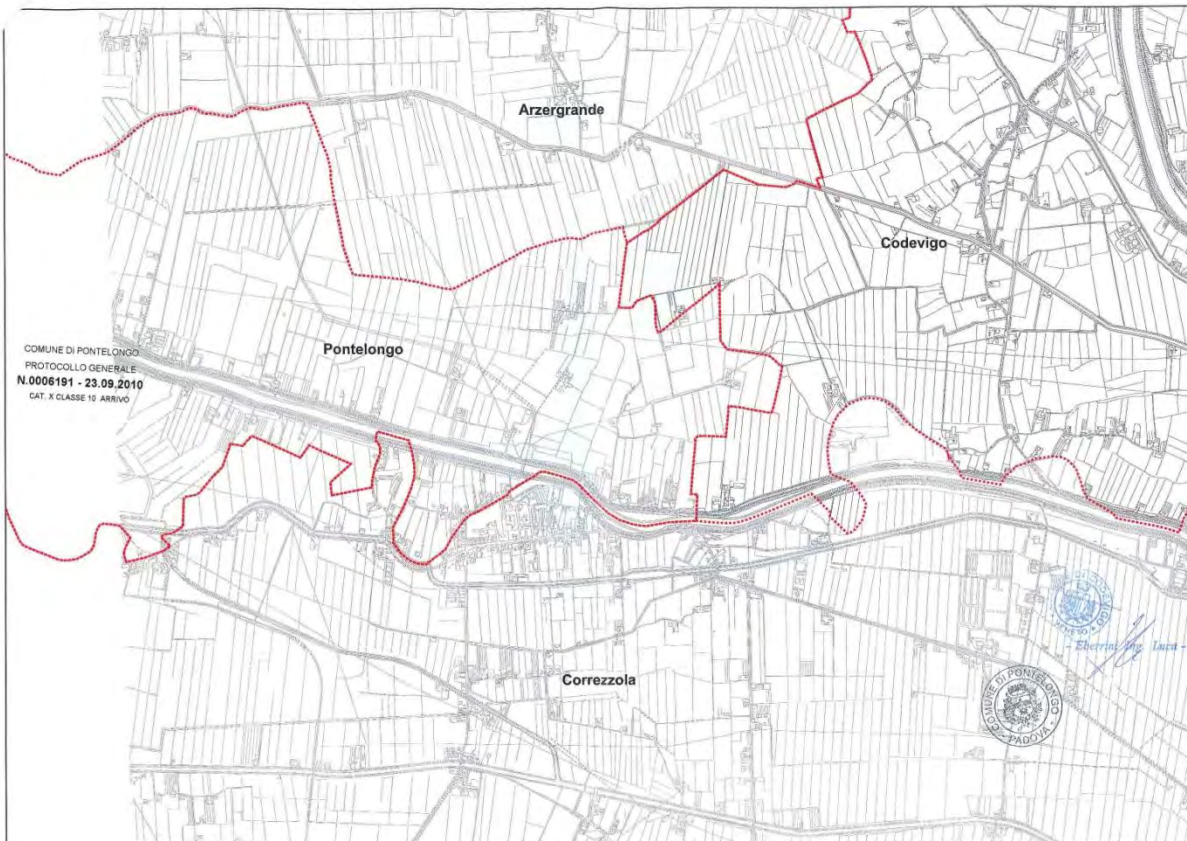 Arzergrande
Codevigo
Pontelongo
COMUNE DI PONTELONGO
PROTOCOLLO GENERALE
N.0006191 - 23.09.2010
CAT. X CLASSE 10 ARRIVO
Correzzola
Luca -
COMUNE DI PONTELONGO
PADOVA